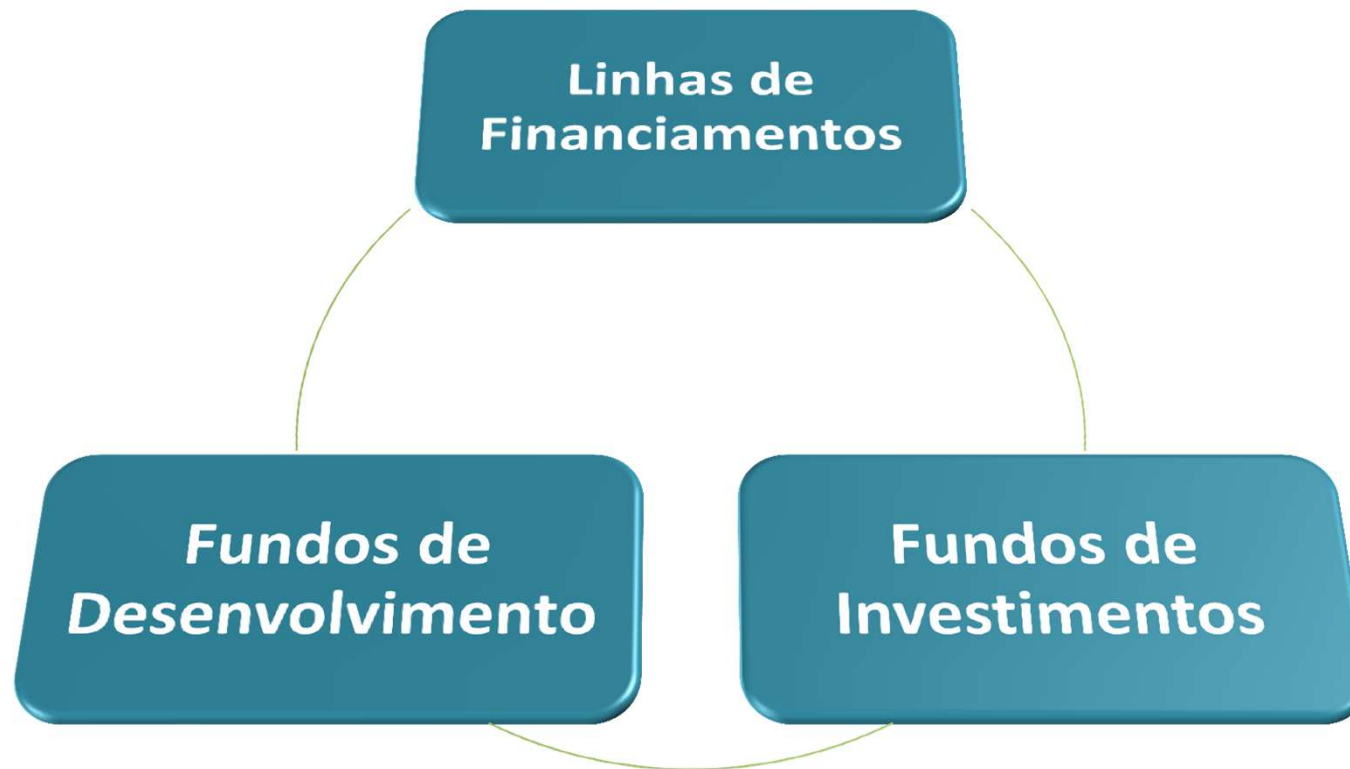 Linhas de
Financiamentos
Fundos de
Desenvolvimento
Fundos de
Investimentos